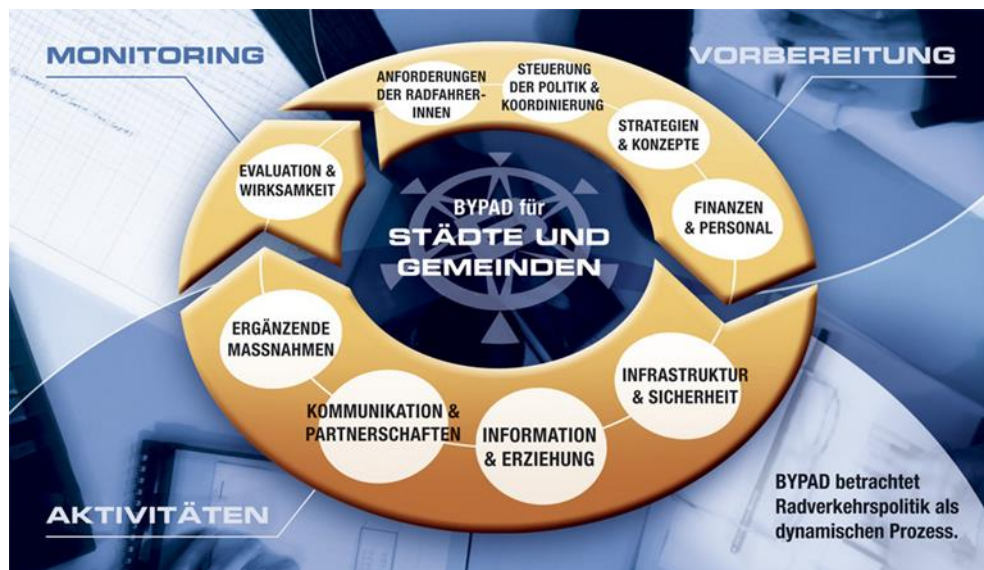 MONITORING
VORBEREITUNG
ANFORDERUNGEN
DER RADFAHRER-
INNEN
STEUERUNG
DER POLITIK &
KOORDINIERUNG
STRATEGIEN
& KONZEPTE
FINANZEN
& PERSONAL
EVALUATION &
WIRKSAMKEIT
BYPAD für
STÄDTE UND
GEMEINDEN
ERGÄNZENDE
MASSNAHMEN
KOMMUNIKATION &
PARTNERSCHAFTEN
INFORMATION
& ERZIEHUNG
INFRASTRUKTUR
& SICHERHEIT
AKTIVITÄTEN
BYPAD betrachtet
Radverkehrspolitik als
dynamischen Prozess.